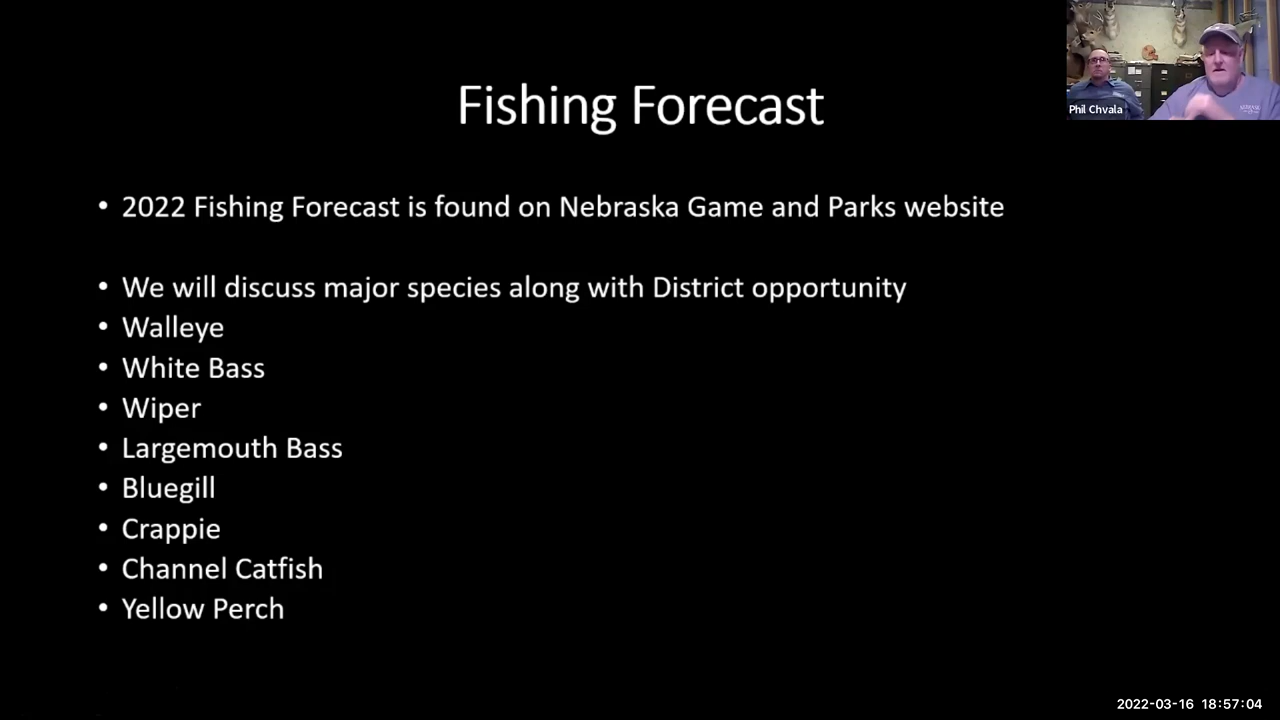 Fishing Forecast
Phil Chvala
• 2022 Fishing Forecast is found on Nebraska Game and Parks website
• We will discuss major species along with District opportunity
• Walleye
• White Bass
• Wiper
• Largemouth Bass
• Bluegill
• Crappie
• Channel Catfish
• Yellow Perch
2022-03-16 18:57:04